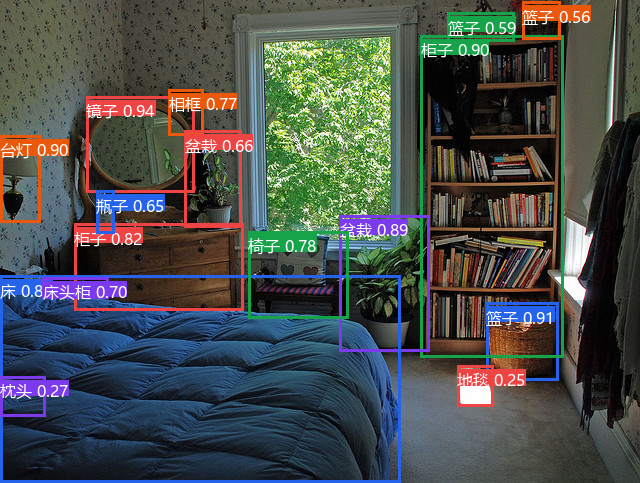 篮子 0.56
篮子 0.59
柜子 0.90
相框 0.77
镜子 0.94
台灯 0.90
盆栽 0.66
瓶子 0.65
盆栽 0.89
柜子 0.82
椅子 0.78
床 0.8
床头柜 0.70
篮子 0.91
地毯 0.25
枕头 0.27